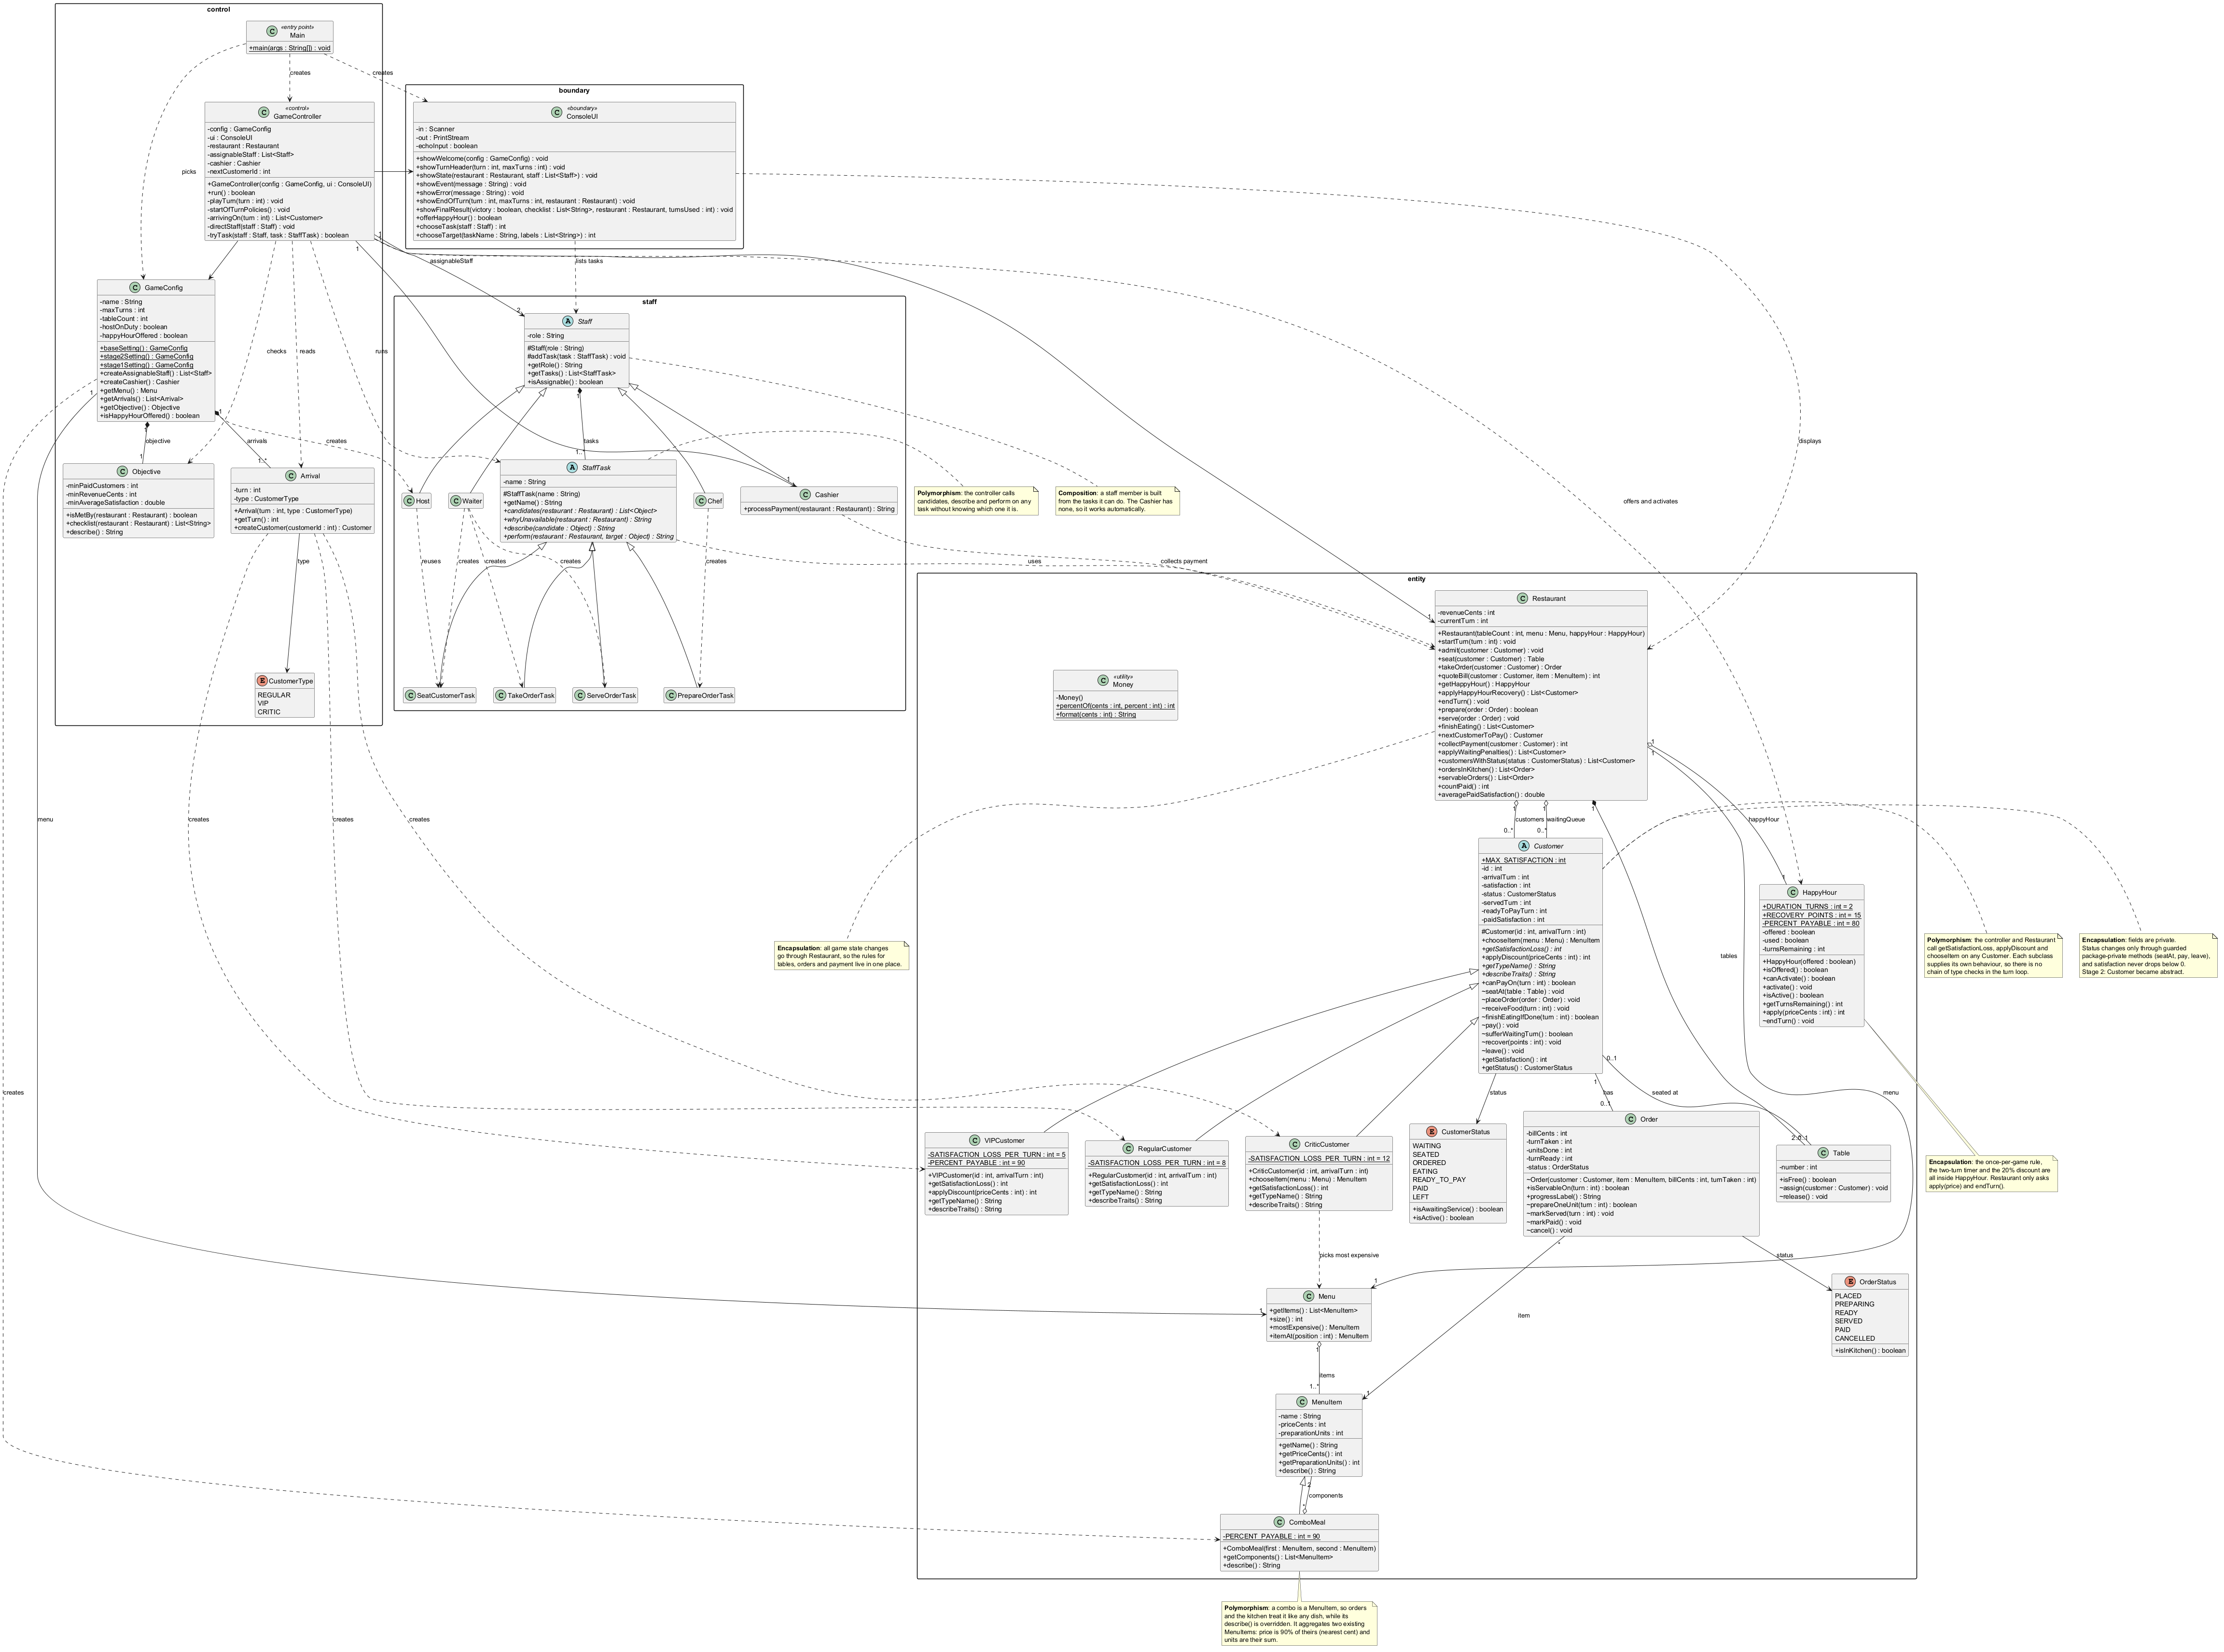 control
«entry point»
Main
+main(args : String[]) : void
creates
creates
picks
«control»
GameController
-config : GameConfig
-ui : ConsoleUI
-restaurant : Restaurant
-assignableStaff : List<Staff>
-cashier : Cashier
-nextCustomerId : int
+GameController(config : GameConfig, ui : ConsoleUI)
+run() : boolean
-playTurn(turn : int) : void
-startOfTurnPolicies() : void
-arrivingOn(turn : int) : List<Customer>
-directStaff(staff : Staff) : void
-tryTask(staff : Staff, task : StaffTask) : boolean
boundary
«boundary»
ConsoleUI
-in : Scanner
-out : PrintStream
-echoInput : boolean
+showWelcome(config : GameConfig) : void
+showTurnHeader(turn : int, maxTurns : int) : void
+showState(restaurant : Restaurant, staff : List<Staff>) : void
+showEvent(message : String) : void
+showError(message : String) : void
+showEndOfTurn(turn : int, maxTurns : int, restaurant : Restaurant) : void
+showFinalResult(victory : boolean, checklist : List<String>, restaurant : Restaurant, turnsUsed : int) : void
+offerHappyHour() : boolean
+chooseTask(staff : Staff) : int
+chooseTarget(taskName : String, labels : List<String>) : int
1
1
1
assignableStaff
lists tasks
GameConfig
-name : String
-maxTurns : int
-tableCount : int
-hostOnDuty : boolean
-happyHourOffered : boolean
+baseSetting() : GameConfig
+stage2Setting() : GameConfig
+stage1Setting() : GameConfig
+createAssignableStaff() : List<Staff>
+createCashier() : Cashier
+getMenu() : Menu
+getArrivals() : List<Arrival>
+getObjective() : Objective
+isHappyHourOffered() : boolean
checks
reads
runs
1
1
1
objective
1
arrivals
1..*
creates
Objective
-minPaidCustomers : int
-minRevenueCents : int
-minAverageSatisfaction : double
+isMetBy(restaurant : Restaurant) : boolean
+checklist(restaurant : Restaurant) : List<String>
+describe() : String
Arrival
-turn : int
-type : CustomerType
+Arrival(turn : int, type : CustomerType)
+getTurn() : int
+createCustomer(customerId : int) : Customer
type
CustomerType
REGULAR
VIP
CRITIC
staff
2
Staff
-role : String
#Staff(role : String)
#addTask(task : StaffTask) : void
+getRole() : String
+getTasks() : List<StaffTask>
+isAssignable() : boolean
1
tasks
1..*
1
Host
Waiter
StaffTask
-name : String
#StaffTask(name : String)
+getName() : String
+candidates(restaurant : Restaurant) : List<Object>
+whyUnavailable(restaurant : Restaurant) : String
+describe(candidate : Object) : String
+perform(restaurant : Restaurant, target : Object) : String
Chef
Cashier
+processPayment(restaurant : Restaurant) : String
reuses
creates
creates
creates
creates
SeatCustomerTask
TakeOrderTask
ServeOrderTask
PrepareOrderTask
Polymorphism: the controller calls
candidates, describe and perform on any
task without knowing which one it is.
Composition: a staff member is built
from the tasks it can do. The Cashier has
none, so it works automatically.
offers and activates
displays
uses
collects payment
entity
«utility»
Money
-Money()
+percentOf(cents : int, percent : int) : int
+format(cents : int) : String
1
Restaurant
-revenueCents : int
-currentTurn : int
+Restaurant(tableCount : int, menu : Menu, happyHour : HappyHour)
+startTurn(turn : int) : void
+admit(customer : Customer) : void
+seat(customer : Customer) : Table
+takeOrder(customer : Customer) : Order
+quoteBill(customer : Customer, item : MenuItem) : int
+getHappyHour() : HappyHour
+applyHappyHourRecovery() : List<Customer>
+endTurn() : void
+prepare(order : Order) : boolean
+serve(order : Order) : void
+finishEating() : List<Customer>
+nextCustomerToPay() : Customer
+collectPayment(customer : Customer) : int
+applyWaitingPenalties() : List<Customer>
+customersWithStatus(status : CustomerStatus) : List<Customer>
+ordersInKitchen() : List<Order>
+servableOrders() : List<Order>
+countPaid() : int
+averagePaidSatisfaction() : double
1
1
1
1
1
menu
creates
creates
creates
creates
customers
waitingQueue
0..*
0..*
happyHour
1
tables
Customer
+MAX_SATISFACTION : int
-id : int
-arrivalTurn : int
-satisfaction : int
-status : CustomerStatus
-servedTurn : int
-readyToPayTurn : int
-paidSatisfaction : int
#Customer(id : int, arrivalTurn : int)
+chooseItem(menu : Menu) : MenuItem
+getSatisfactionLoss() : int
+applyDiscount(priceCents : int) : int
+getTypeName() : String
+describeTraits() : String
+canPayOn(turn : int) : boolean
~seatAt(table : Table) : void
~placeOrder(order : Order) : void
~receiveFood(turn : int) : void
~finishEatingIfDone(turn : int) : boolean
~pay() : void
~sufferWaitingTurn() : boolean
~recover(points : int) : void
~leave() : void
+getSatisfaction() : int
+getStatus() : CustomerStatus
HappyHour
+DURATION_TURNS : int = 2
+RECOVERY_POINTS : int = 15
-PERCENT_PAYABLE : int = 80
-offered : boolean
-used : boolean
-turnsRemaining : int
+HappyHour(offered : boolean)
+isOffered() : boolean
+canActivate() : boolean
+activate() : void
+isActive() : boolean
+getTurnsRemaining() : int
+apply(priceCents : int) : int
~endTurn() : void
Encapsulation: all game state changes
go through Restaurant, so the rules for
tables, orders and payment live in one place.
Polymorphism: the controller and Restaurant
call getSatisfactionLoss, applyDiscount and
chooseItem on any Customer. Each subclass
supplies its own behaviour, so there is no
chain of type checks in the turn loop.
Encapsulation: fields are private.
Status changes only through guarded
package-private methods (seatAt, pay, leave),
and satisfaction never drops below 0.
Stage 2: Customer became abstract.
0..1
1
status
has
0..1
seated at
menu
VIPCustomer
-SATISFACTION_LOSS_PER_TURN : int = 5
-PERCENT_PAYABLE : int = 90
+VIPCustomer(id : int, arrivalTurn : int)
+getSatisfactionLoss() : int
+applyDiscount(priceCents : int) : int
+getTypeName() : String
+describeTraits() : String
RegularCustomer
-SATISFACTION_LOSS_PER_TURN : int = 8
+RegularCustomer(id : int, arrivalTurn : int)
+getSatisfactionLoss() : int
+getTypeName() : String
+describeTraits() : String
CriticCustomer
-SATISFACTION_LOSS_PER_TURN : int = 12
+CriticCustomer(id : int, arrivalTurn : int)
+chooseItem(menu : Menu) : MenuItem
+getSatisfactionLoss() : int
+getTypeName() : String
+describeTraits() : String
CustomerStatus
WAITING
SEATED
ORDERED
EATING
READY_TO_PAY
PAID
LEFT
+isAwaitingService() : boolean
+isActive() : boolean
Order
-billCents : int
-turnTaken : int
-unitsDone : int
-turnReady : int
-status : OrderStatus
~Order(customer : Customer, item : MenuItem, billCents : int, turnTaken : int)
+isServableOn(turn : int) : boolean
+progressLabel() : String
~prepareOneUnit(turn : int) : boolean
~markServed(turn : int) : void
~markPaid() : void
~cancel() : void
0..1
Table
-number : int
+isFree() : boolean
~assign(customer : Customer) : void
~release() : void
Encapsulation: the once-per-game rule,
the two-turn timer and the 20% discount are
all inside HappyHour. Restaurant only asks
apply(price) and endTurn().
picks most expensive
*
status
item
1
1
Menu
+getItems() : List<MenuItem>
+size() : int
+mostExpensive() : MenuItem
+itemAt(position : int) : MenuItem
OrderStatus
PLACED
PREPARING
READY
SERVED
PAID
CANCELLED
+isInKitchen() : boolean
1
items
1..*
1
MenuItem
-name : String
-priceCents : int
-preparationUnits : int
+getName() : String
+getPriceCents() : int
+getPreparationUnits() : int
+describe() : String
2
components
*
ComboMeal
-PERCENT_PAYABLE : int = 90
+ComboMeal(first : MenuItem, second : MenuItem)
+getComponents() : List<MenuItem>
+describe() : String
Polymorphism: a combo is a MenuItem, so orders
and the kitchen treat it like any dish, while its
describe() is overridden. It aggregates two existing
MenuItems: price is 90% of theirs (nearest cent) and
units are their sum.